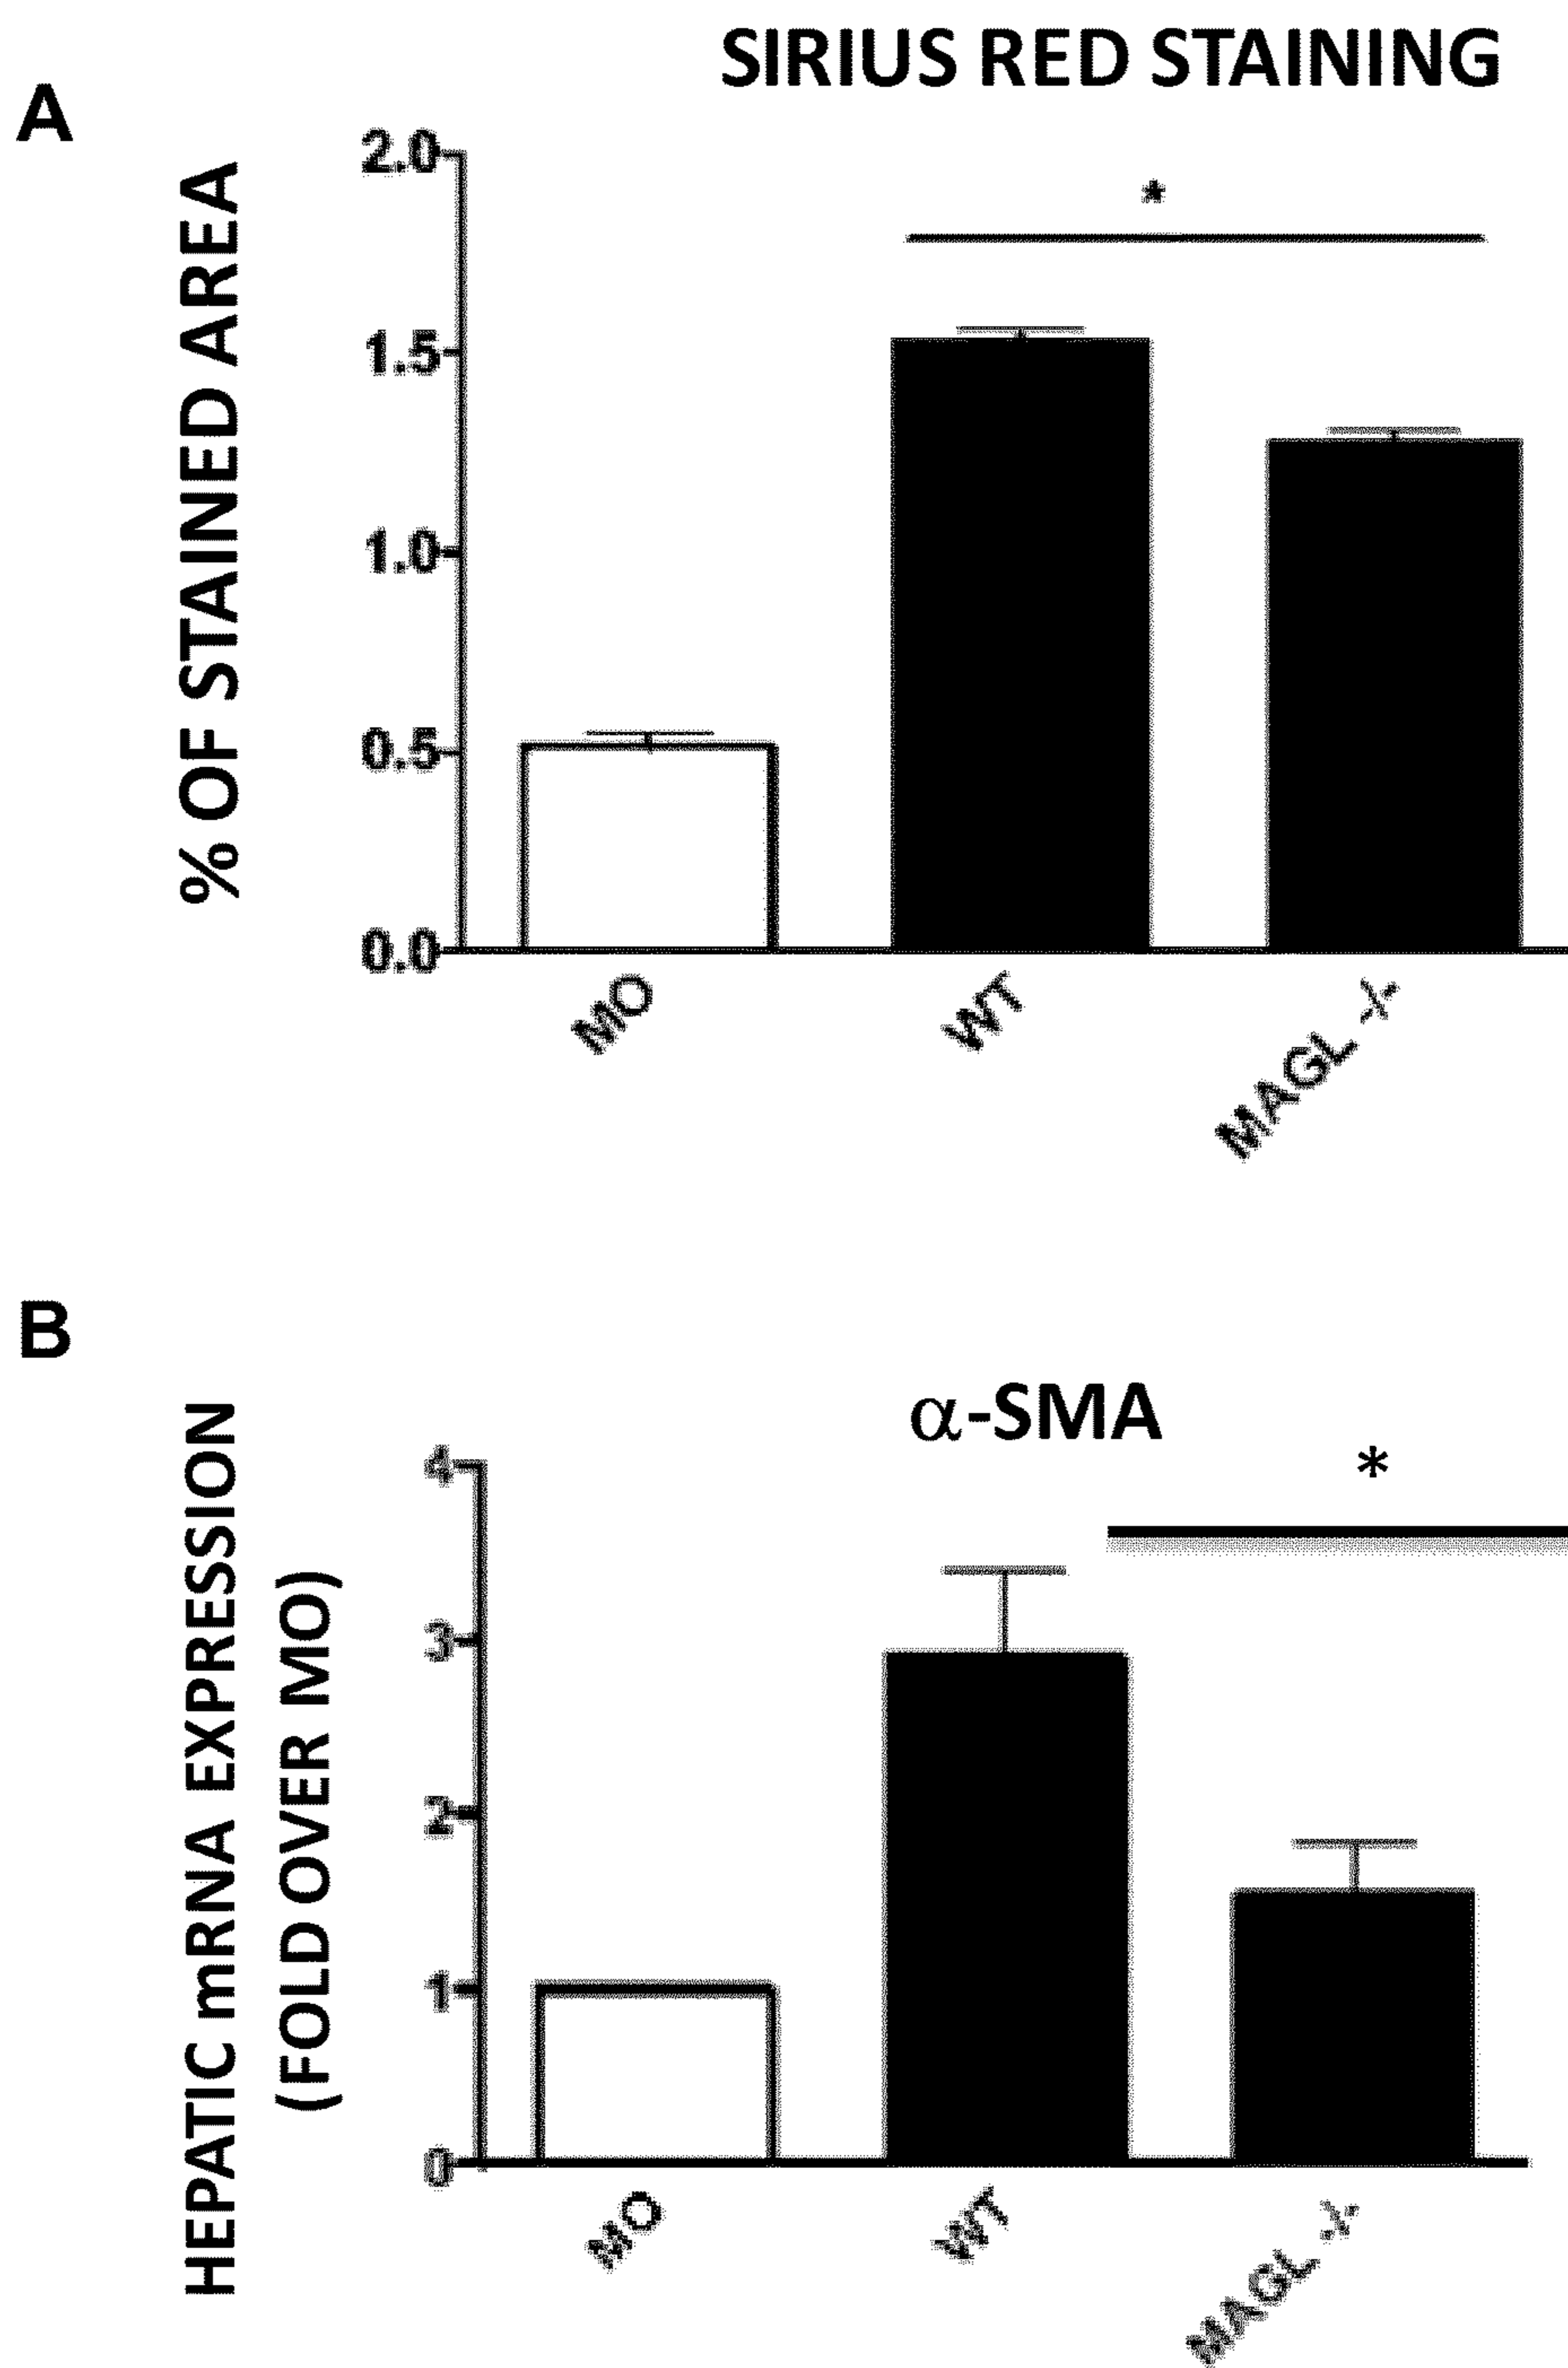 A
SIRIUS RED STAINING
% OF STAINED AREA
2.0
*
1.5
1.0
0.5
0.0
MO
WT
MAGL -/-
B
α-SMA
HEPATIC mRNA EXPRESSION
(FOLD OVER MO)
4
*
3
2
1
0
MO
WT
MAGL -/-